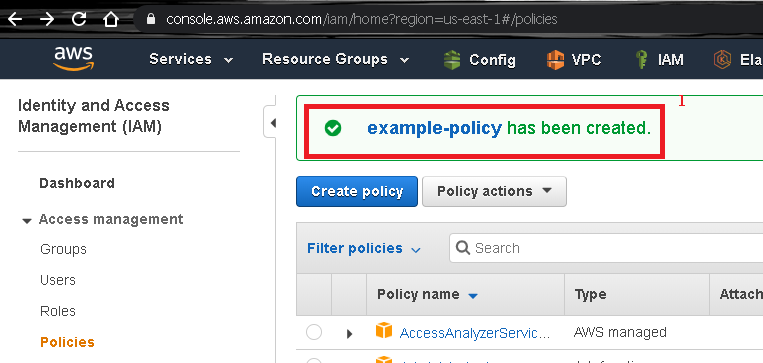 console.aws.amazon.com/iam/home?region=us-east-1#/policies
aws Services Resource Groups Config VPC IAM Ela
Identity and Access
Management (IAM)
example-policy has been created.
Dashboard
Create policy Policy actions
Access management
Groups
Filter policies Search
Users
Policy name Type Attach
Roles
AccessAnalyzerServic... AWS managed
Policies